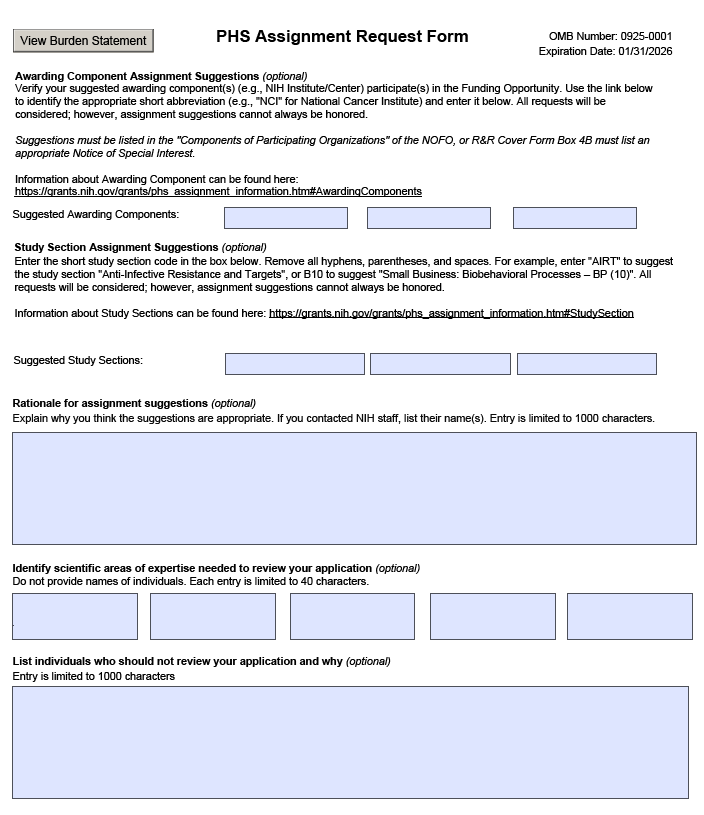 View Burden Statement
PHS Assignment Request Form
OMB Number: 0925-0001
Expiration Date: 01/31/2026
Awarding Component Assignment Suggestions (optional)
Verify your suggested awarding component(s) (e.g., NIH Institute/Center) participate(s) in the Funding Opportunity. Use the link below
to identify the appropriate short abbreviation (e.g., "NCI" for National Cancer Institute) and enter it below. All requests will be
considered; however, assignment suggestions cannot always be honored.
Suggestions must be listed in the "Components of Participating Organizations" of the NOFO, or R&R Cover Form Box 4B must list an
appropriate Notice of Special Interest.
Information about Awarding Component can be found here:
https://grants.nih.gov/grants/phs_assignment_information.htm#AwardingComponents
Suggested Awarding Components:
Study Section Assignment Suggestions (optional)
Enter the short study section code in the box below. Remove all hyphens, parentheses, and spaces. For example, enter "AIRT" to suggest
the study section "Anti-Infective Resistance and Targets", or B10 to suggest "Small Business: Biobehavioral Processes – BP (10)". All
requests will be considered; however, assignment suggestions cannot always be honored.
Information about Study Sections can be found here: https://grants.nih.gov/grants/phs_assignment_information.htm#StudySection
Suggested Study Sections:
Rationale for assignment suggestions (optional)
Explain why you think the suggestions are appropriate. If you contacted NIH staff, list their name(s). Entry is limited to 1000 characters.
Identify scientific areas of expertise needed to review your application (optional)
Do not provide names of individuals. Each entry is limited to 40 characters.
List individuals who should not review your application and why (optional)
Entry is limited to 1000 characters